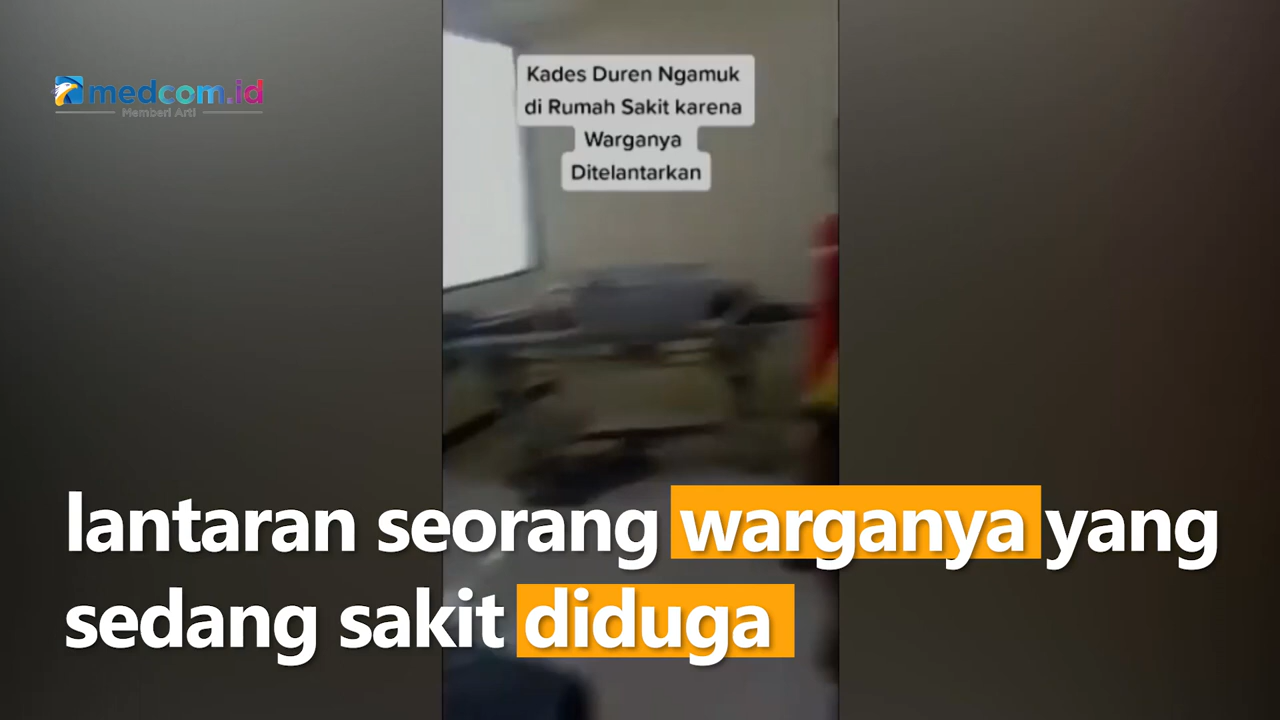 medcom.id
Memberi Arti
Kades Duren Ngamuk
di Rumah Sakit karena
Warganya
Ditelantarkan
lantaran seorang warganya yang
sedang sakit diduga